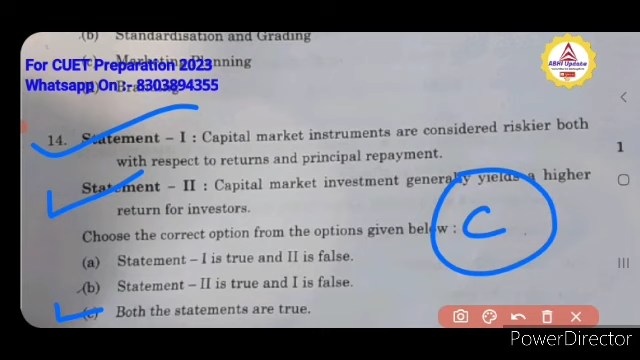 (b) Standardisation and Grading
(c) Marketing Planning
For CUET Preparation 2023
Whatsapp On :- 8303894355
ABHI Update
14. Statement – I : Capital market instruments are considered riskier both
with respect to returns and principal repayment.
1
Statement – II : Capital market investment generally yields a higher
return for investors.
Choose the correct option from the options given below :
C
(a) Statement – I is true and II is false.
(b) Statement – II is true and I is false.
(c) Both the statements are true.
PowerDirector